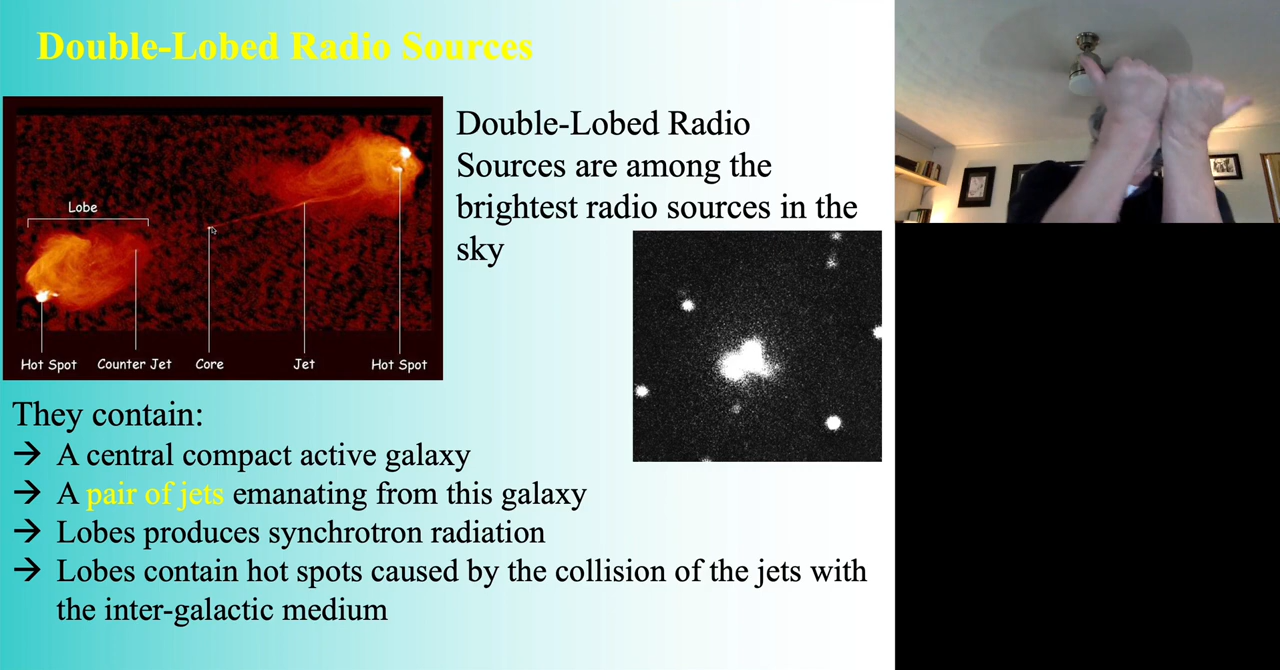 Double-Lobed Radio Sources
Lobe
Hot Spot Counter Jet Core Jet Hot Spot
Double-Lobed Radio
Sources are among the
brightest radio sources in the
sky
They contain:
→ A central compact active galaxy
→ A pair of jets emanating from this galaxy
→ Lobes produces synchrotron radiation
→ Lobes contain hot spots caused by the collision of the jets with
the inter-galactic medium